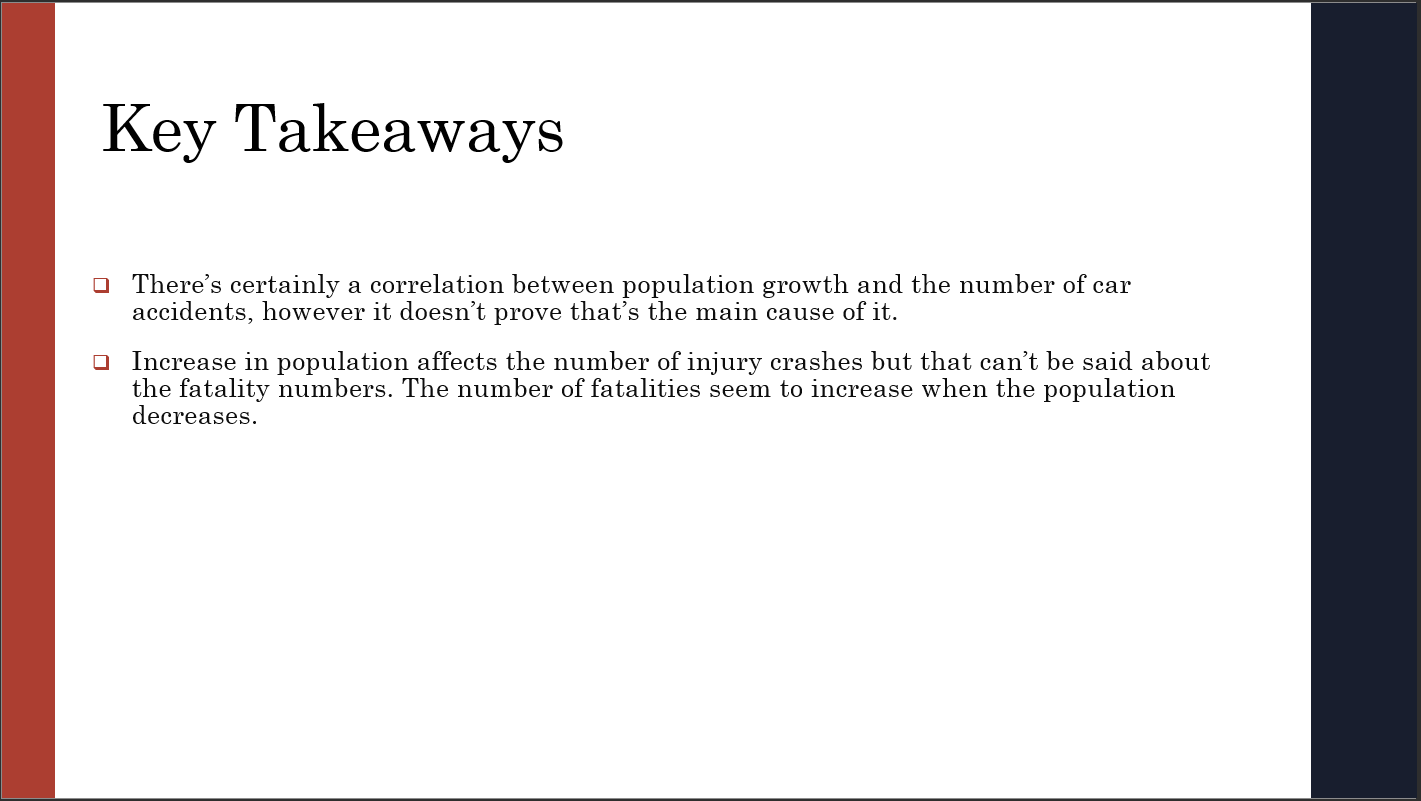 Key Takeaways
There’s certainly a correlation between population growth and the number of car
accidents, however it doesn’t prove that’s the main cause of it.
Increase in population affects the number of injury crashes but that can’t be said about
the fatality numbers. The number of fatalities seem to increase when the population
decreases.